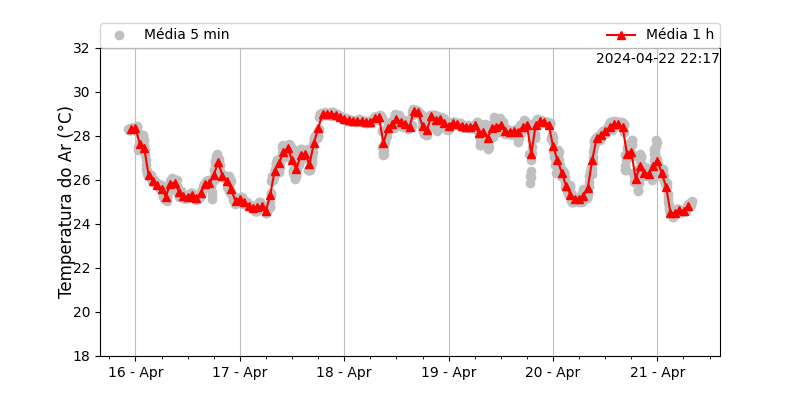 Média 5 min
Média 1 h
2024-04-22 22:17
Temperatura do Ar (°C)
32
30
28
26
24
22
20
18
16 - Apr
17 - Apr
18 - Apr
19 - Apr
20 - Apr
21 - Apr